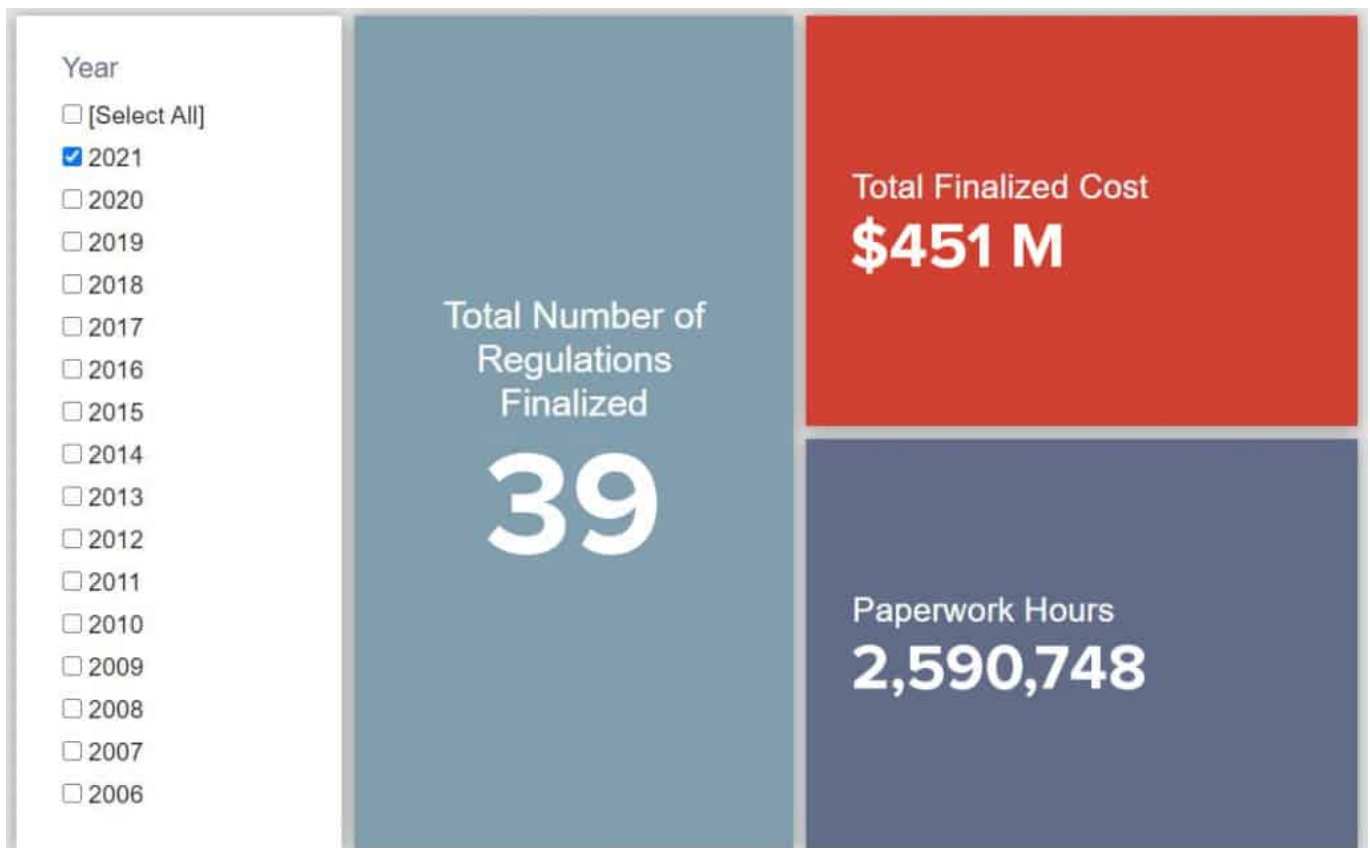 Year
[Select All]
2021
2020
2019
2018
2017
2016
2015
2014
2013
2012
2011
2010
2009
2008
2007
2006
Total Number of
Regulations
Finalized
39
Total Finalized Cost
$451 M
Paperwork Hours
2,590,748